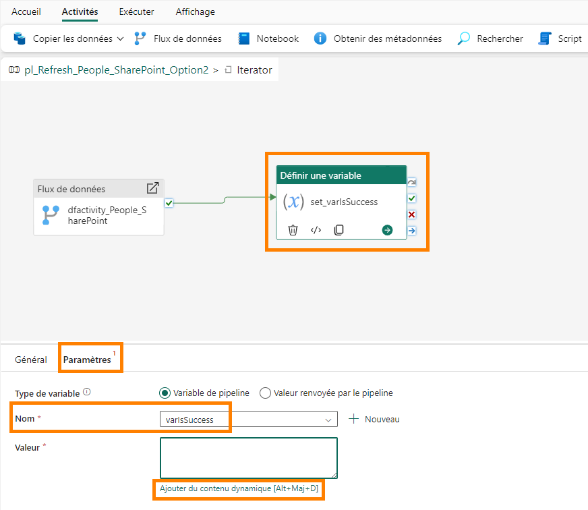 Accueil Activités Exécuter Affichage
Copier les données Flux de données Notebook Obtenir des métadonnées Rechercher Script
pl_Refresh_People_SharePoint_Option2 > Iterator
Définir une variable
Flux de données
(x) set_varIsSuccess
dfactivity_People_S
harePoint
Général Paramètres 1
Type de variable Variable de pipeline Valeur renvoyée par le pipeline
Nom * varIsSuccess Nouveau
Valeur *
Ajouter du contenu dynamique [Alt+Maj+D]